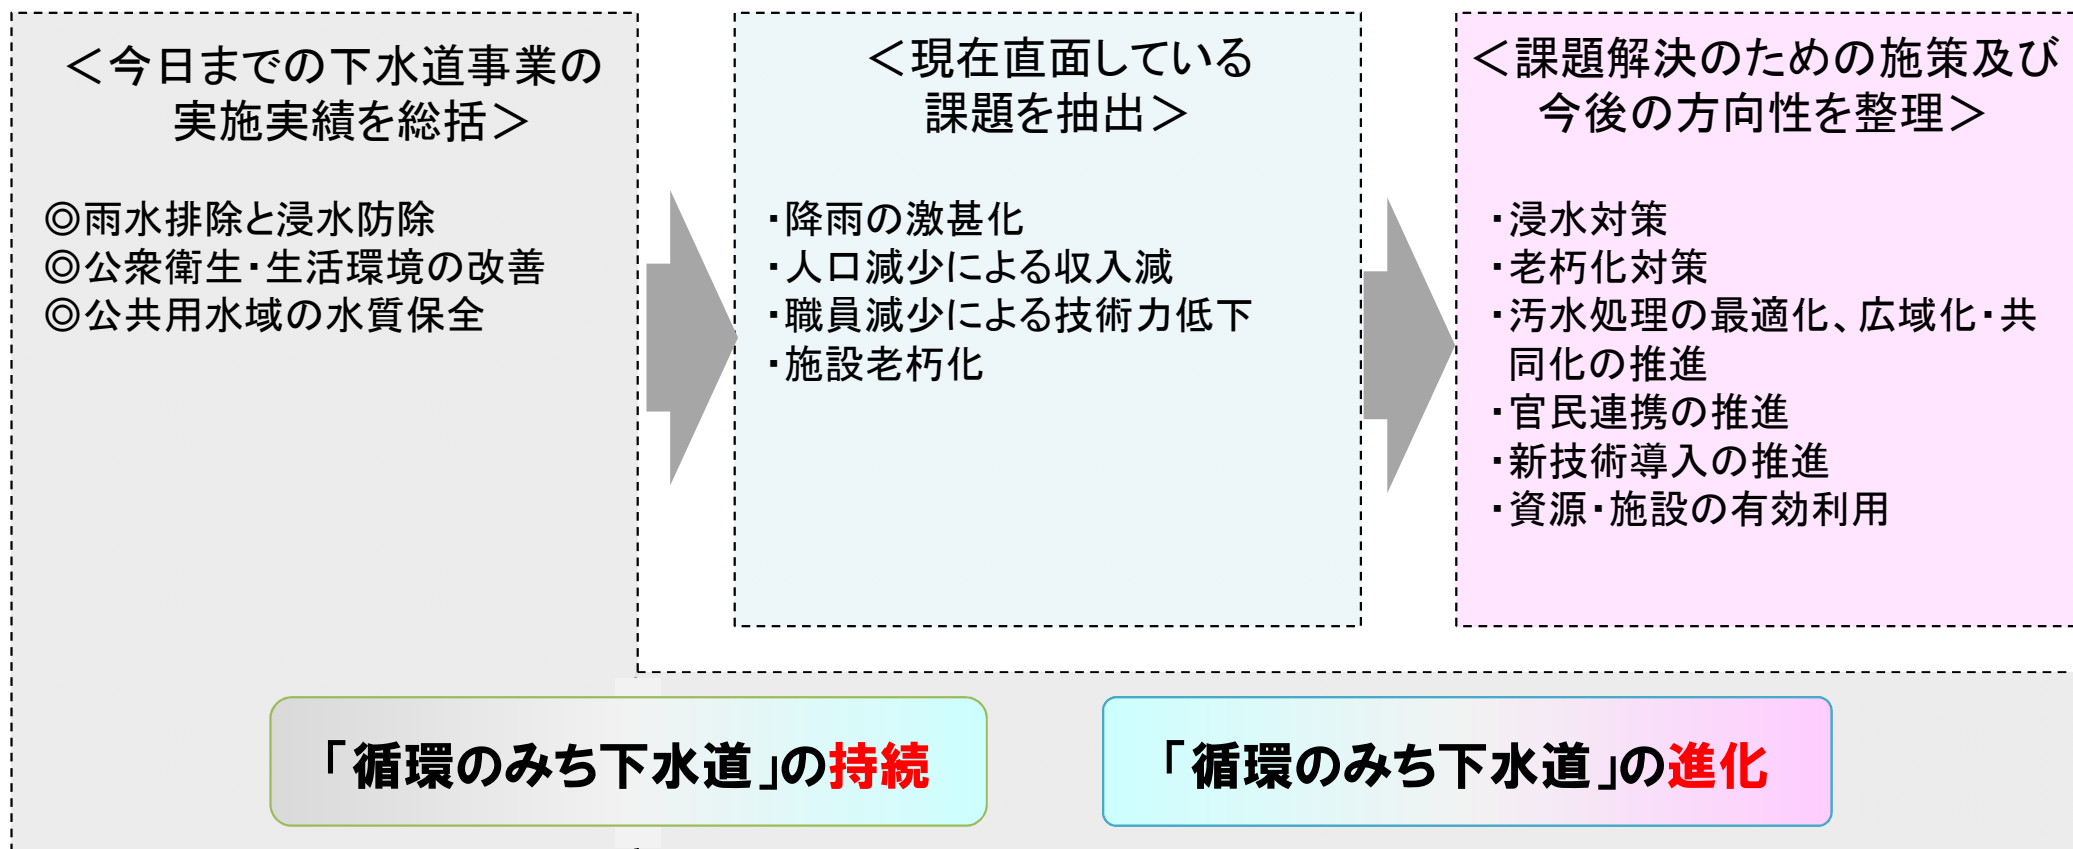 ＜今日までの下水道事業の
実施実績を総括＞
◎雨水排除と浸水防除
◎公衆衛生・生活環境の改善
◎公共用水域の水質保全
＜現在直面している
課題を抽出＞
・降雨の激甚化
・人口減少による収入減
・職員減少による技術力低下
・施設老朽化
＜課題解決のための施策及び
今後の方向性を整理＞
・浸水対策
・老朽化対策
・汚水処理の最適化、広域化・共
同化の推進
・官民連携の推進
・新技術導入の推進
・資源・施設の有効利用
「循環のみち下水道」の持続
「循環のみち下水道」の進化